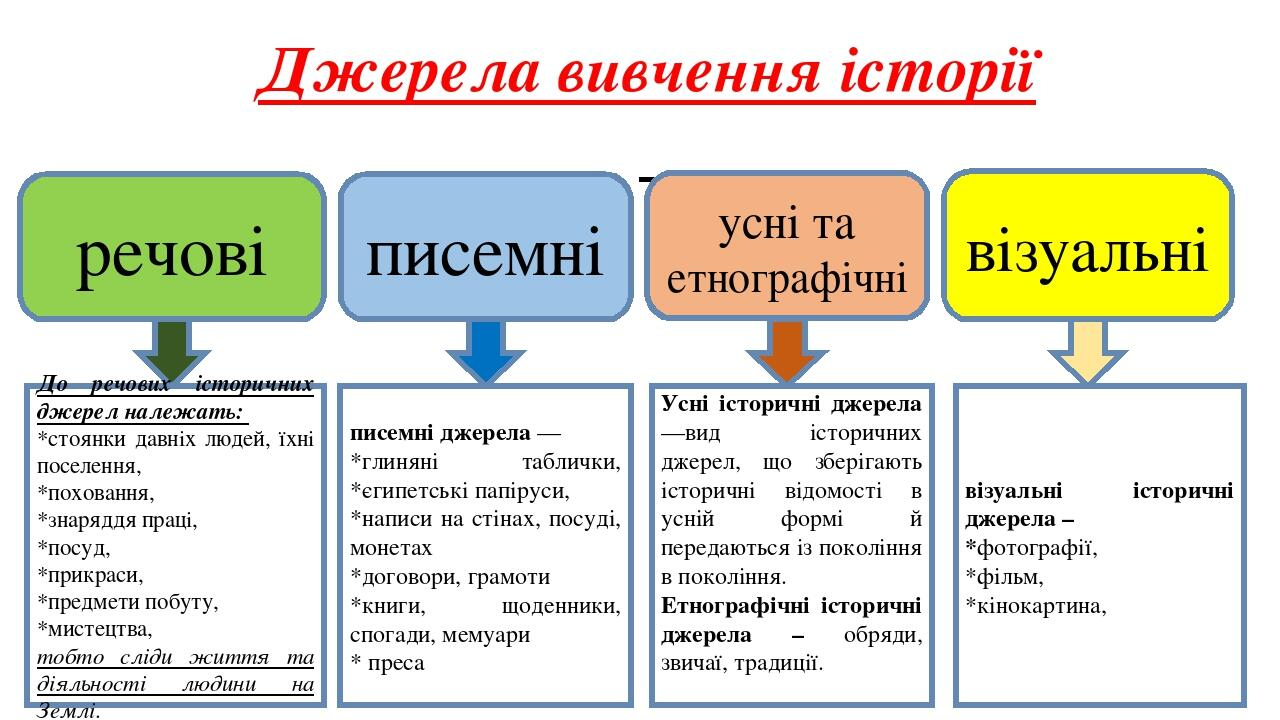 Джерела вивчення історії
речові
писемні
усні та
етнографічні
візуальні
До речових історичних
джерел належать:
*стоянки давніх людей, їхні
поселення,
*поховання,
*знаряддя праці,
*посуд,
*прикраси,
*предмети побуту,
*мистецтва,
тобто сліди життя та
діяльності людини на
Землі.
писемні джерела —
*глиняні таблички,
*єгипетські папіруси,
*написи на стінах, посуді,
монетах
*договори, грамоти
*книги, щоденники,
спогади, мемуари
* преса
Усні історичні джерела
—вид історичних
джерел, що зберігають
історичні відомості в
усній формі й
передаються із покоління
в покоління.
Етнографічні історичні
джерела – обряди,
звичаї, традиції.
візуальні історичні
джерела –
*фотографії,
*фільм,
*кінокартина,